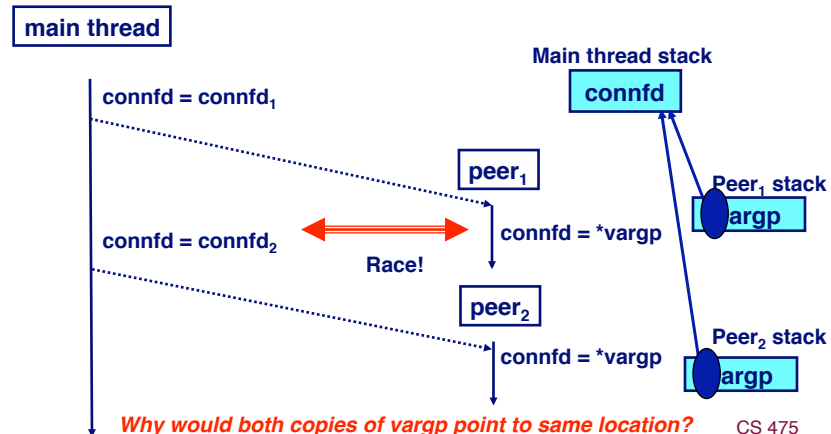 main thread
Main thread stack
connfd
connfd = connfd₁
peer₁
Peer₁ stack
argp
connfd = connfd₂
connfd = *vargp
Race!
peer₂
Peer₂ stack
connfd = *vargp
argp
Why would both copies of vargp point to same location?
CS 475